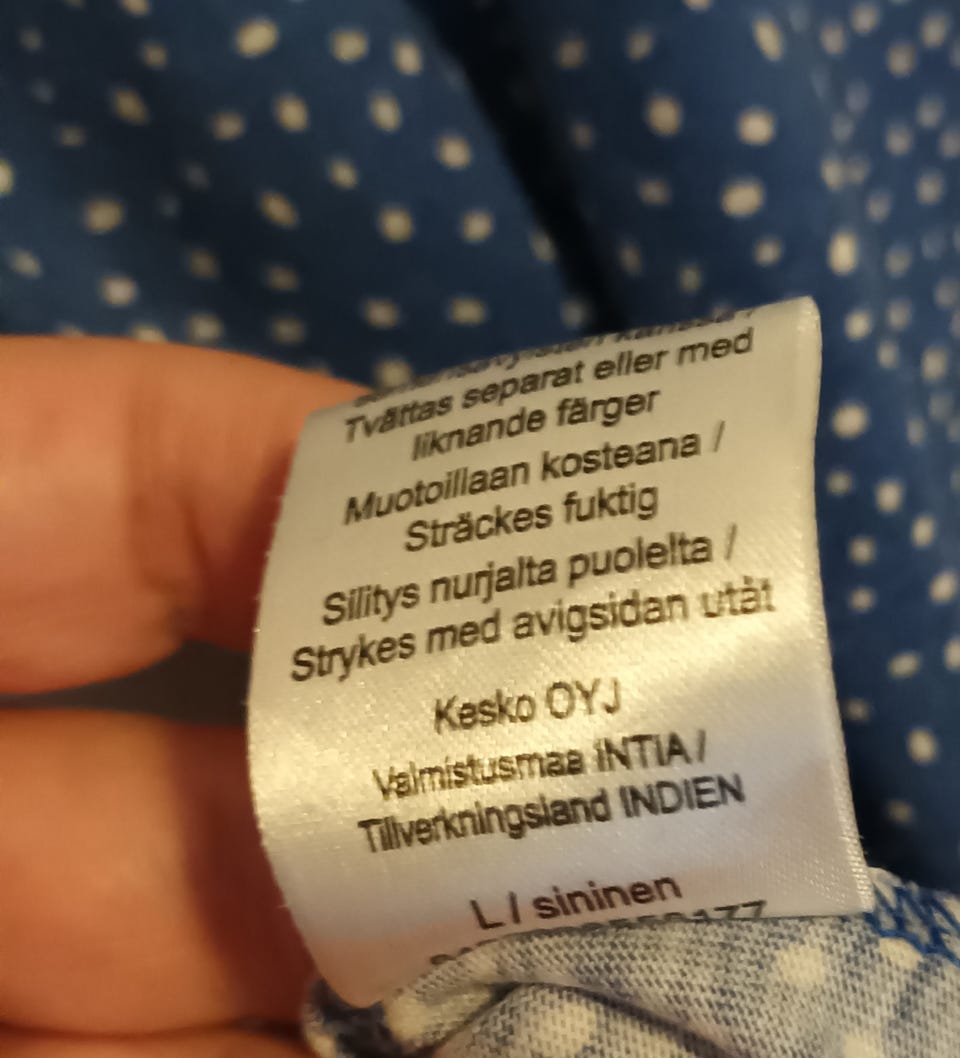 kanssa /
Tvättas separat eller med
liknande färger
Muotoillaan kosteana /
Sträckes fuktig
Silitys nurjalta puolelta /
Strykes med avigsidan utåt
Kesko OYJ
Valmistusmaa INTIA /
Tillverkningsland INDIEN
L / sininen